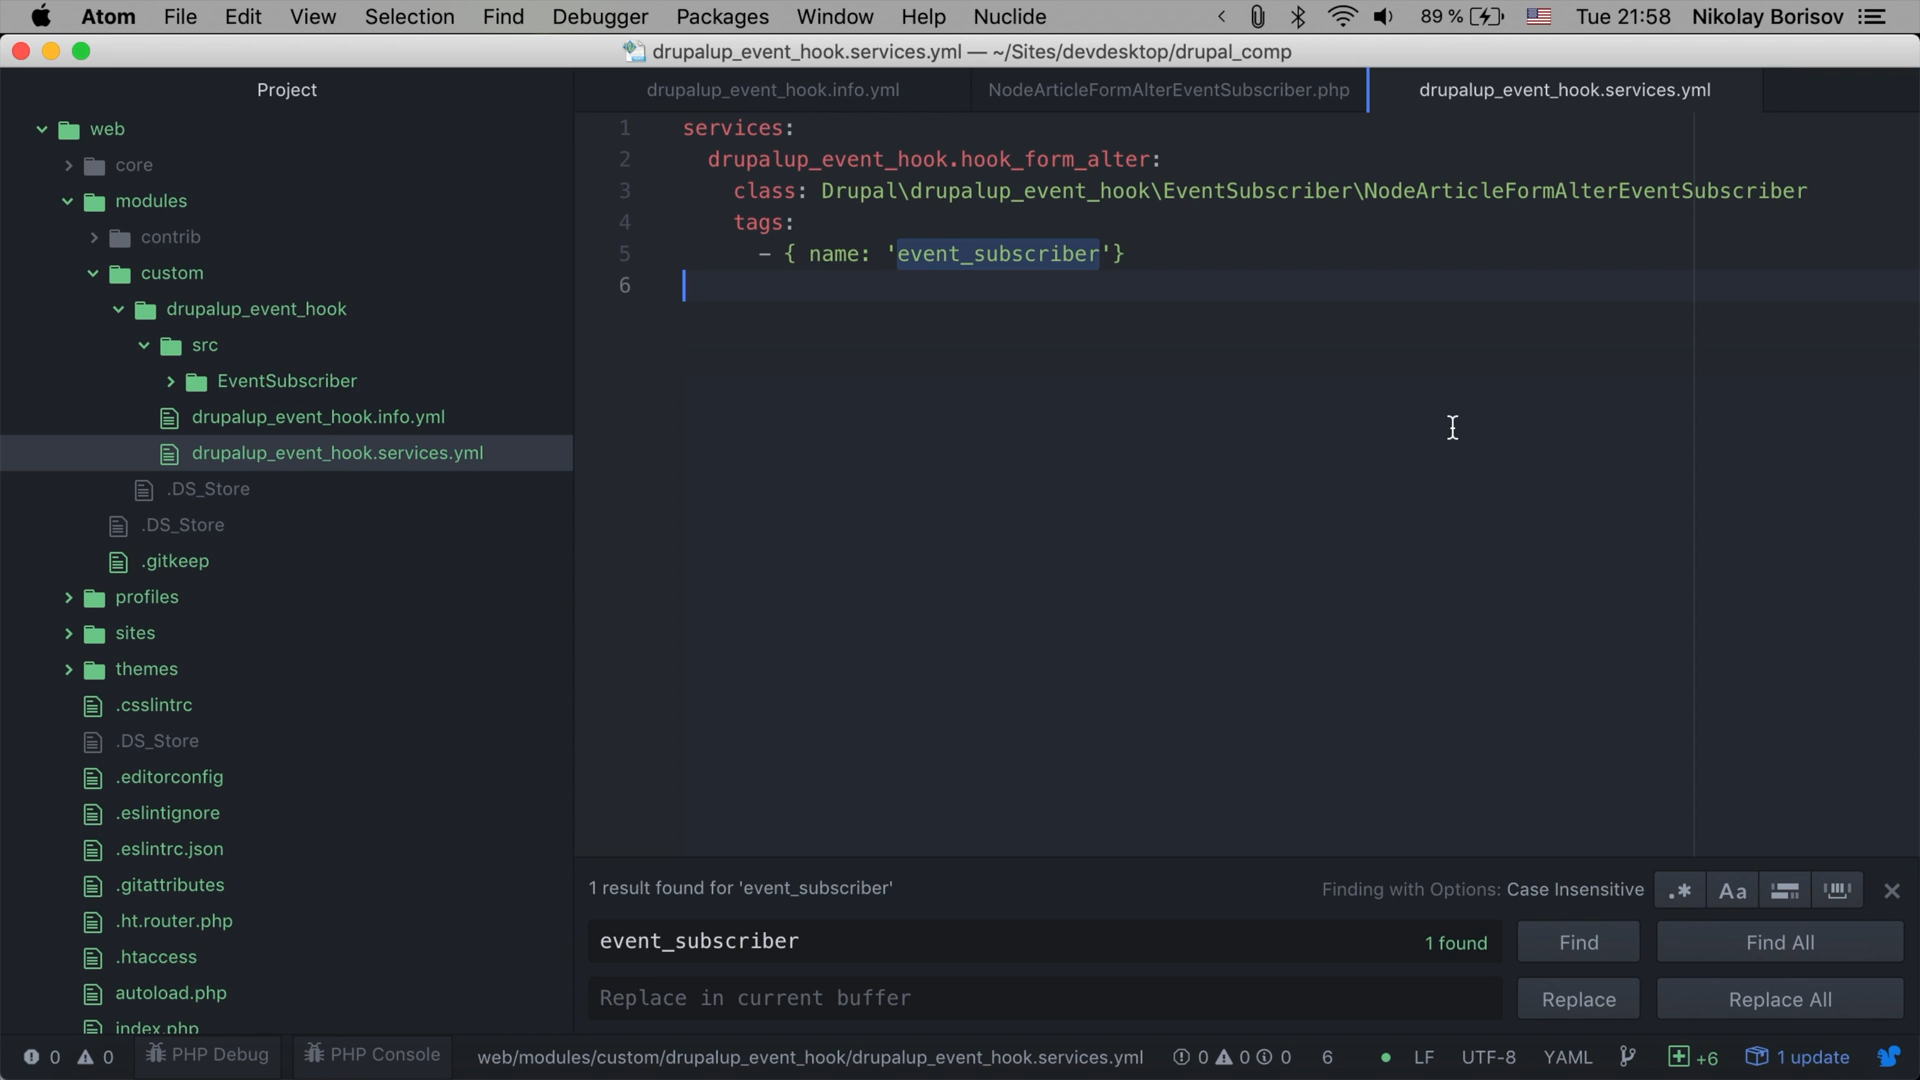 Atom File Edit View Selection Find Debugger Packages Window Help Nuclide 89 % Tue 21:58 Nikolay Borisov
drupalup_event_hook.services.yml — ~/Sites/devdesktop/drupal_comp
Project
drupalup_event_hook.info.yml NodeArticleFormAlterEventSubscriber.php drupalup_event_hook.services.yml
web
core
modules
contrib
custom
drupalup_event_hook
src
EventSubscriber
drupalup_event_hook.info.yml
drupalup_event_hook.services.yml
.DS_Store
.DS_Store
.gitkeep
profiles
sites
themes
.csslintrc
.DS_Store
.editorconfig
.eslintignore
.eslintrc.json
.gitattributes
.ht.router.php
.htaccess
autoload.php
index.php
1 services:
2 drupalup_event_hook.hook_form_alter:
3 class: Drupal\drupalup_event_hook\EventSubscriber\NodeArticleFormAlterEventSubscriber
4 tags:
5 - { name: 'event_subscriber'}
6
1 result found for 'event_subscriber' Finding with Options: Case Insensitive .* Aa
event_subscriber 1 found Find Find All
Replace in current buffer Replace Replace All
0 0 PHP Debug PHP Console web/modules/custom/drupalup_event_hook/drupalup_event_hook.services.yml 0 0 0 6 LF UTF-8 YAML +6 1 update